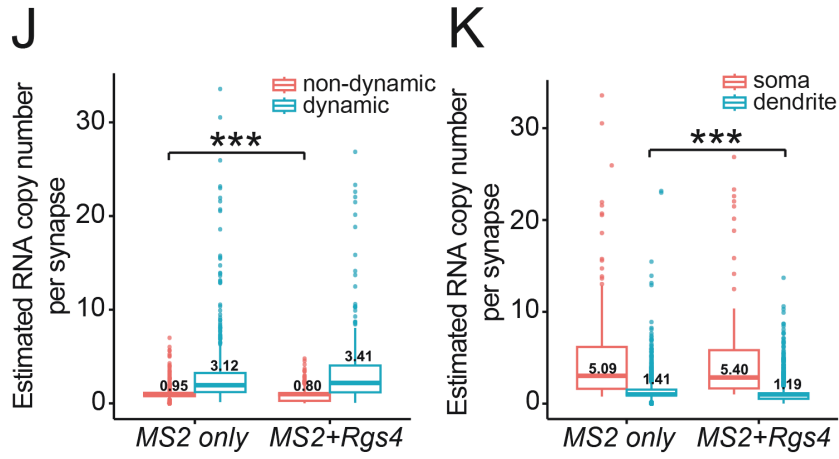 J
Estimated RNA copy number
per synapse
non-dynamic
dynamic
***
30
20
10
0
0.95
3.12
0.80
3.41
MS2 only
MS2+Rgs4
K
Estimated RNA copy number
per synapse
soma
dendrite
***
30
20
10
0
5.09
1.41
5.40
1.19
MS2 only
MS2+Rgs4